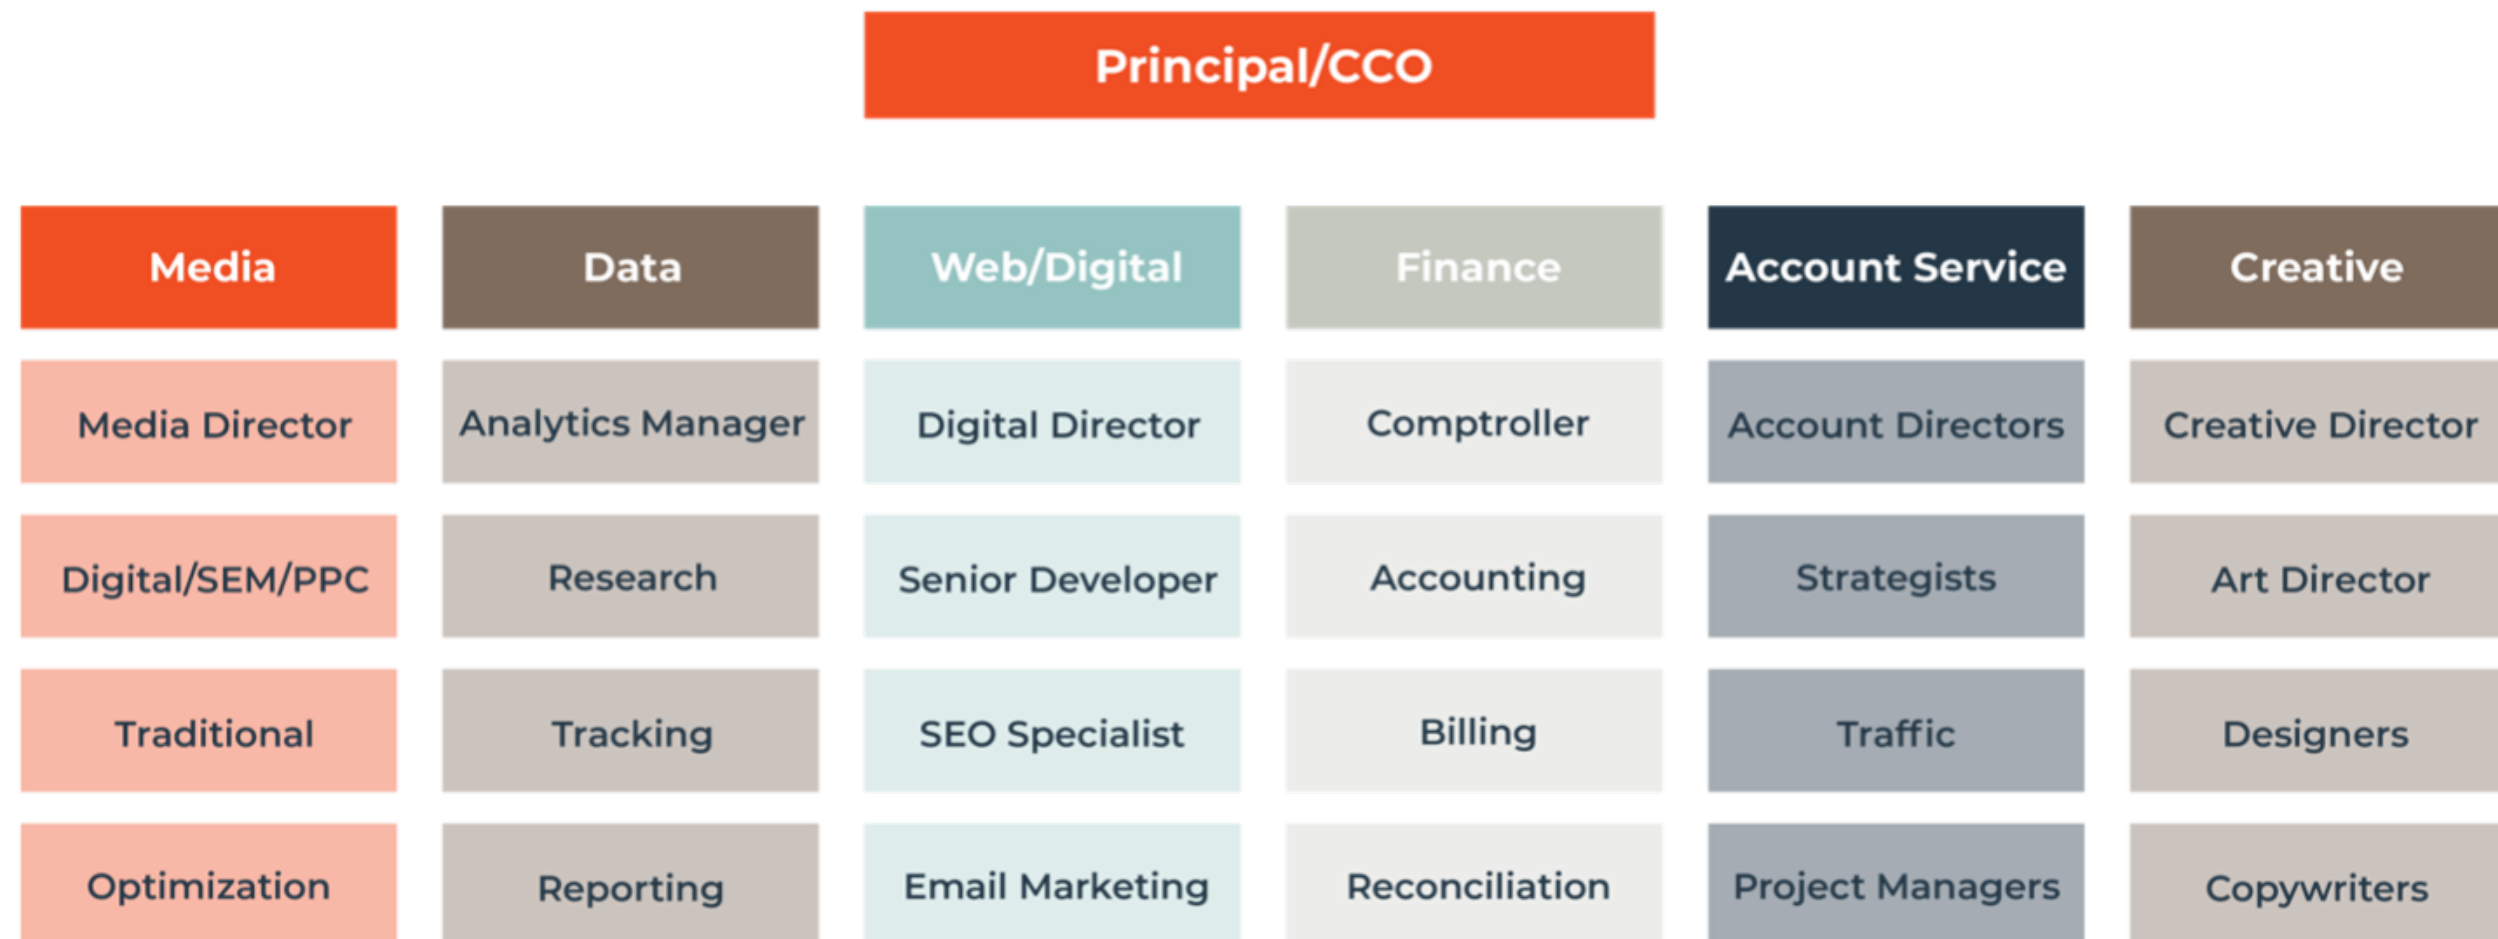 Principal/CCO
Media
Data
Web/Digital
Finance
Account Service
Creative
Media Director
Analytics Manager
Digital Director
Comptroller
Account Directors
Creative Director
Digital/SEM/PPC
Research
Senior Developer
Accounting
Strategists
Art Director
Traditional
Tracking
SEO Specialist
Billing
Traffic
Designers
Optimization
Reporting
Email Marketing
Reconciliation
Project Managers
Copywriters